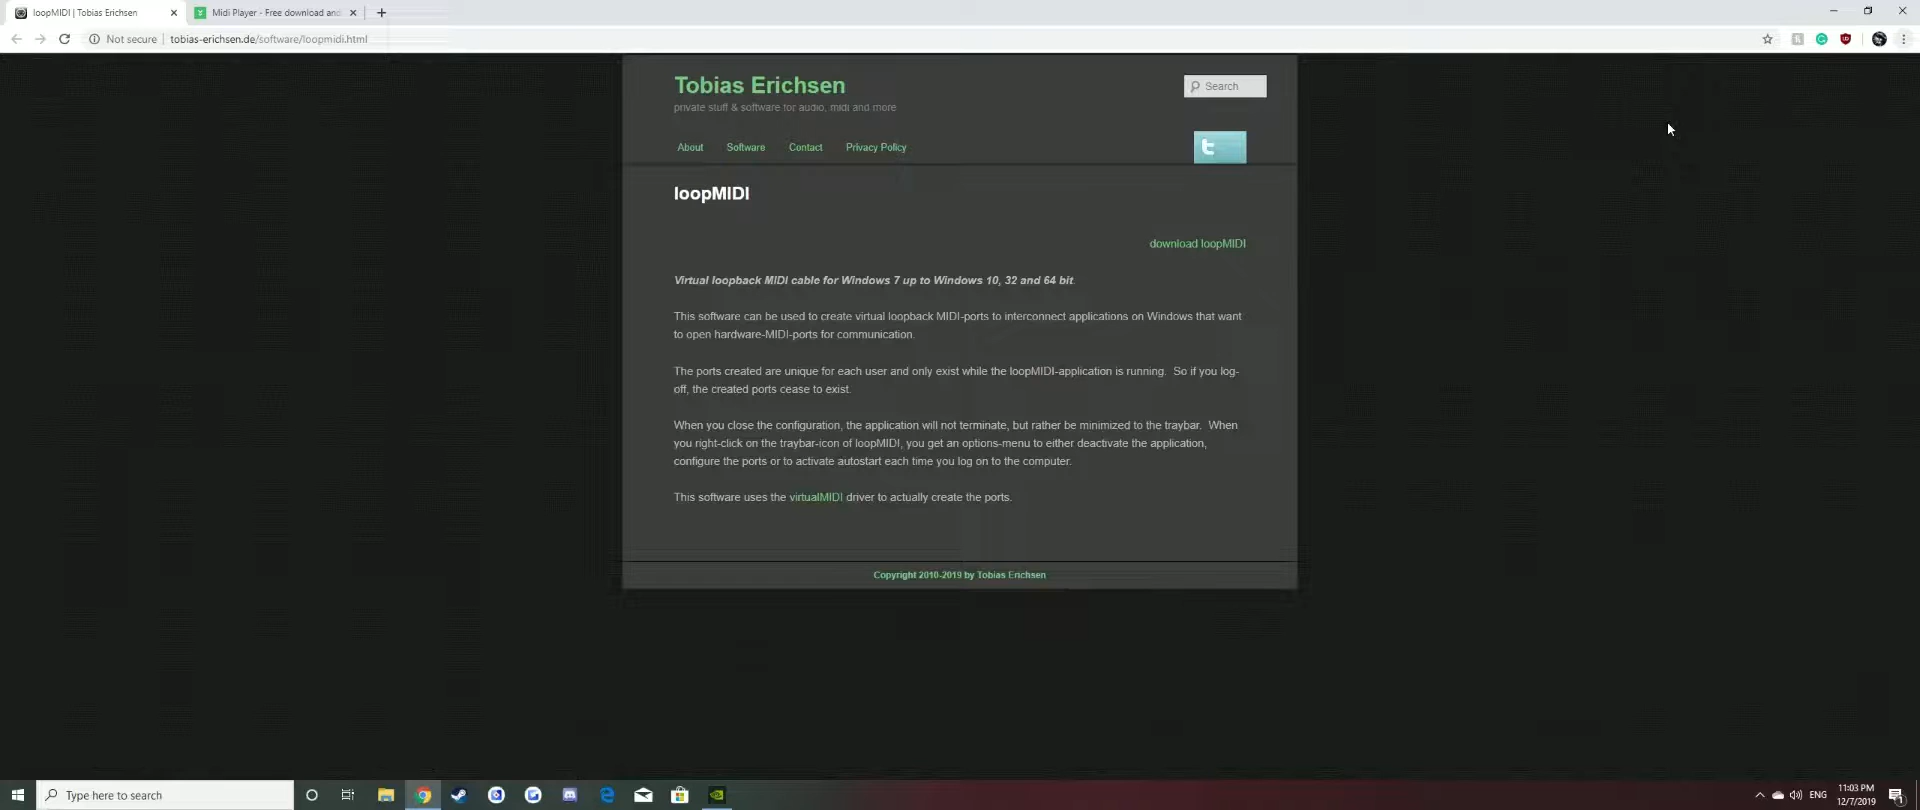 loopMIDI | Tobias Erichsen
Midi Player - Free download and
Not secure | tobias-erichsen.de/software/loopmidi.html
Tobias Erichsen
private stuff & software for audio, midi and more
Search
About Software Contact Privacy Policy
loopMIDI
download loopMIDI
Virtual loopback MIDI cable for Windows 7 up to Windows 10, 32 and 64 bit.
This software can be used to create virtual loopback MIDI-ports to interconnect applications on Windows that want
to open hardware-MIDI-ports for communication.
The ports created are unique for each user and only exist while the loopMIDI-application is running. So if you log-
off, the created ports cease to exist.
When you close the configuration, the application will not terminate, but rather be minimized to the traybar. When
you right-click on the traybar-icon of loopMIDI, you get an options-menu to either deactivate the application,
configure the ports or to activate autostart each time you log on to the computer.
This software uses the virtualMIDI driver to actually create the ports.
Copyright 2010-2019 by Tobias Erichsen
Type here to search
ENG
11:03 PM
12/7/2019